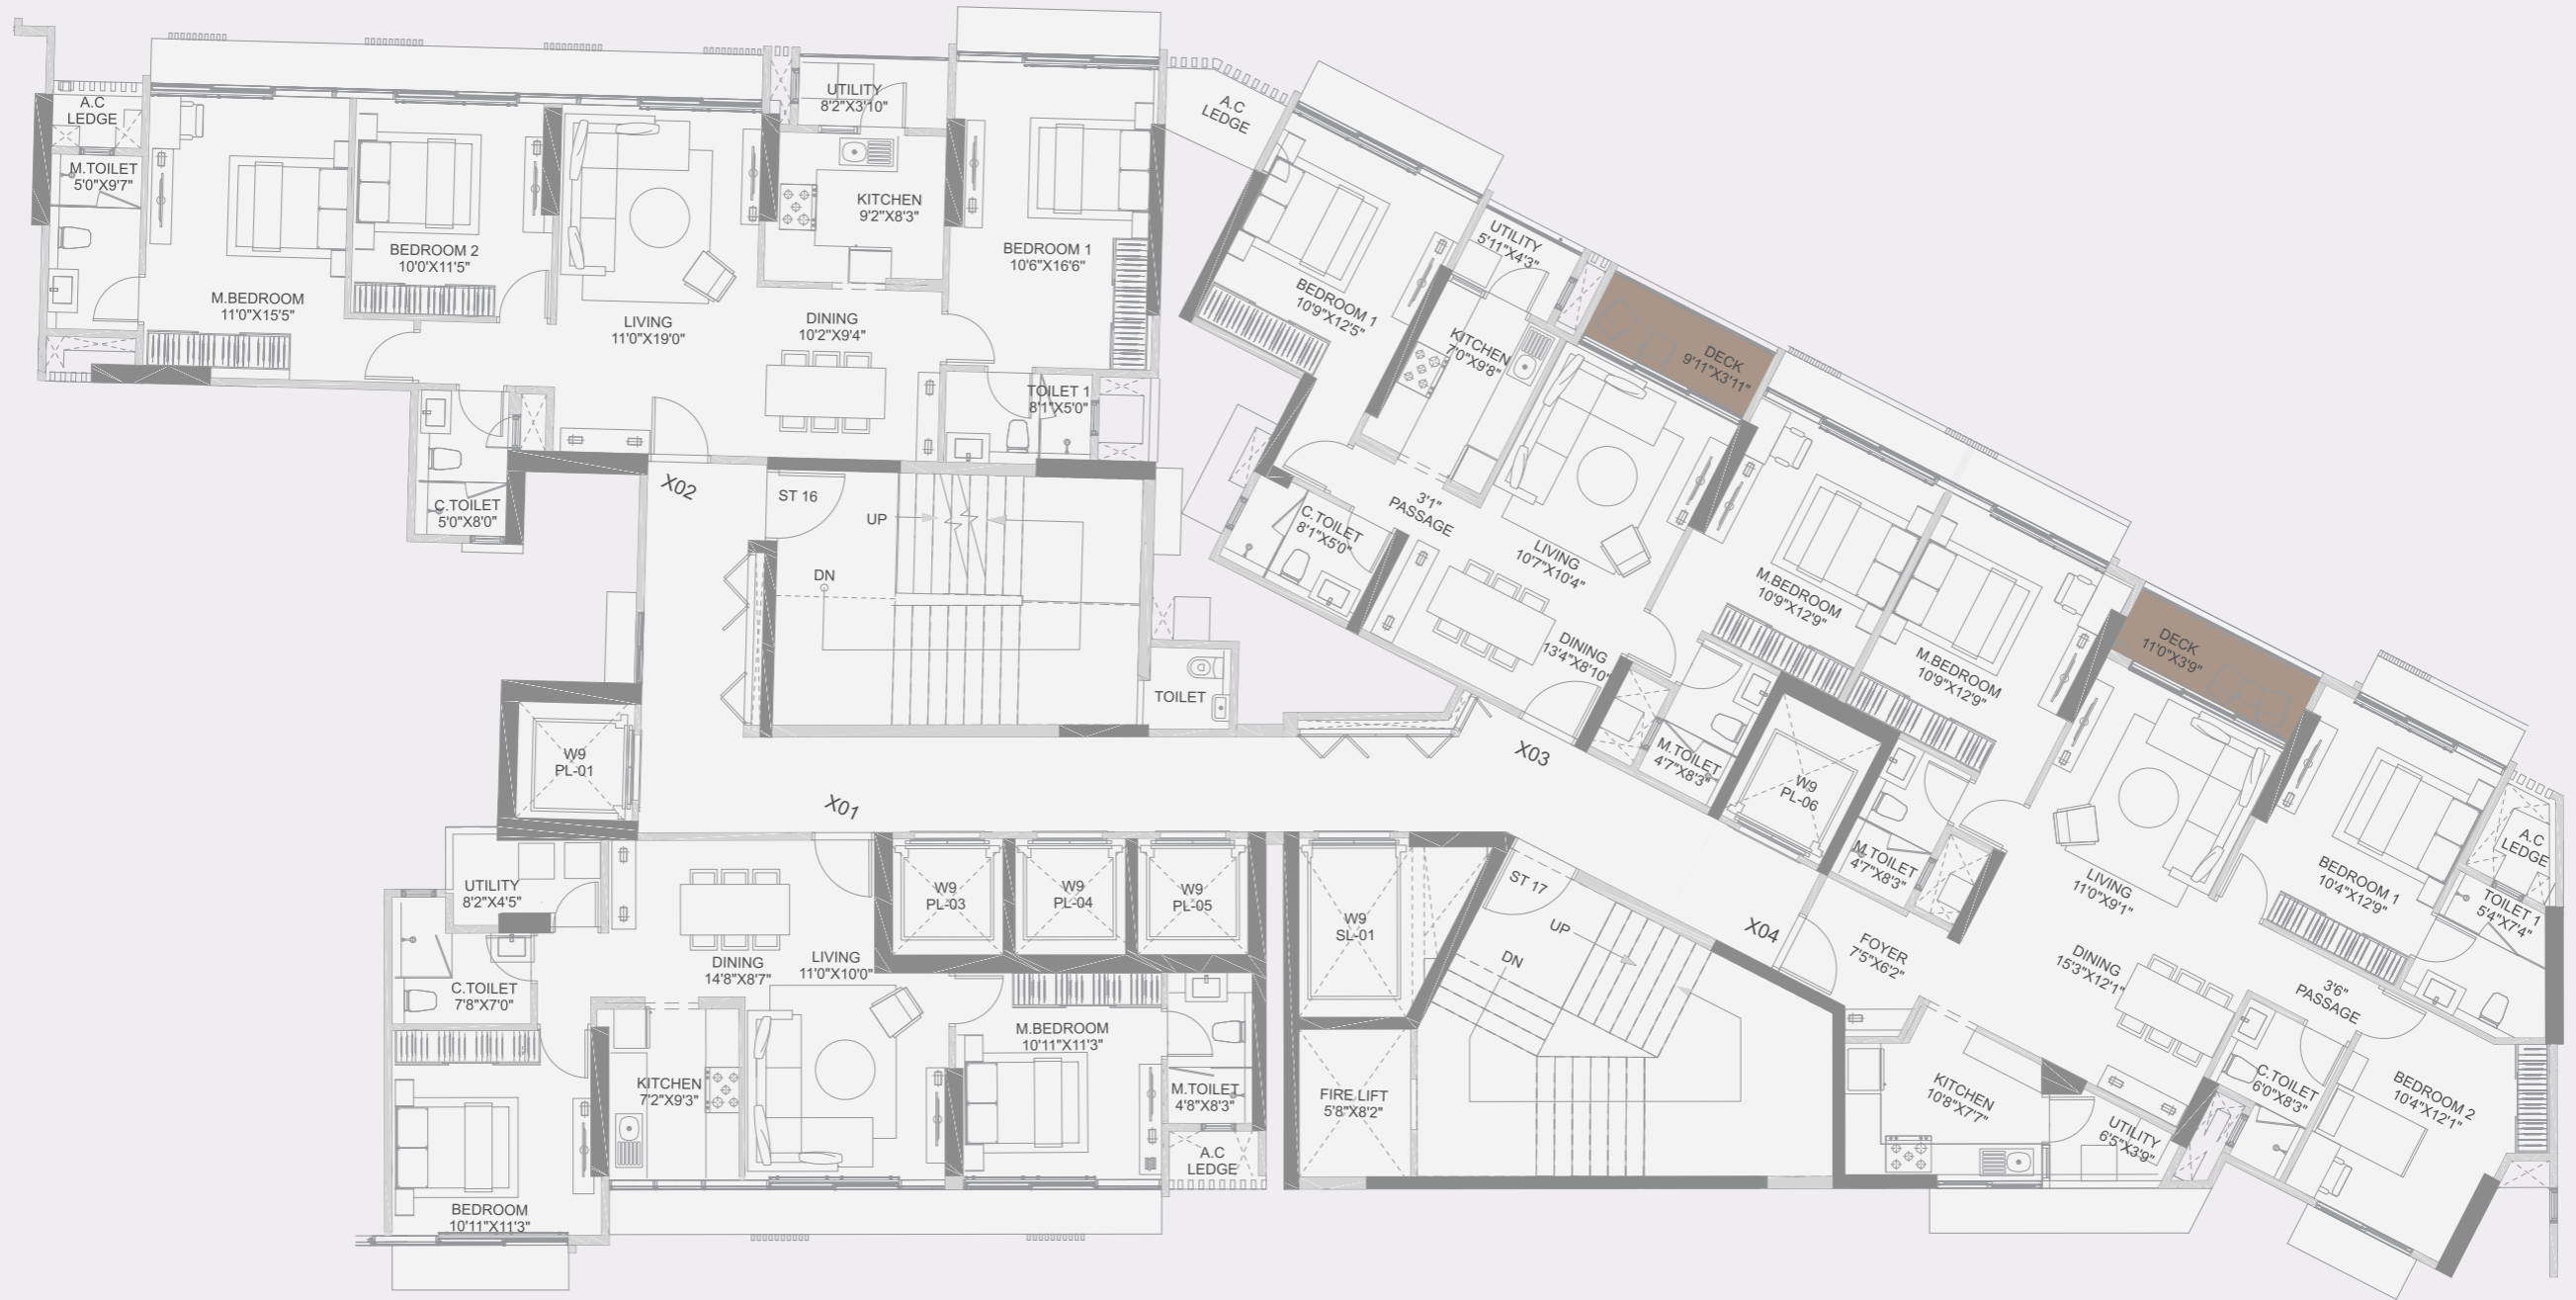 A.C
LEDGE
M.TOILET
5'0"X9'7"
M.BEDROOM
11'0"X15'5"
BEDROOM 2
10'0'X11'5"
LIVING
11'0"X19'0"
UTILITY
8'2"X3'10"
KITCHEN
9'2"X8'3"
DINING
10'2"X9'4"
BEDROOM 1
10'6"X16'6"
TOILET 1
8'1"X5'0"
C.TOILET
5'0"X8'0"
X02
ST 16
UP
DN
TOILET
W9
PL-01
A.C
LEDGE
BEDROOM 1
10'9"X12'5"
UTILITY
5'11"X4'3"
KITCHEN
7'0"X9'8"
DECK
9'11"X3'11"
3'1"
PASSAGE
C.TOILET
8'1"X5'0"
LIVING
10'7"X10'4"
DINING
13'4"X8'10"
M.BEDROOM
10'9"X12'9"
M.TOILET
4'7"X8'3"
X03
W9
PL-06
M.BEDROOM
10'9"X12'9"
DECK
11'0"X3'9"
M.TOILET
4'7"X8'3"
LIVING
11'0"X9'1"
BEDROOM 1
10'4"X12'9"
A.C
LEDGE
TOILET 1
5'4"X7'4"
X04
FOYER
7'5"X6'2"
DINING
15'3"X12'1"
3'6"
PASSAGE
KITCHEN
10'8"X7'7"
UTILITY
6'5"X3'9"
C.TOILET
6'0"X8'3"
BEDROOM 2
10'4"X12'1"
X01
UTILITY
8'2"X4'5"
C.TOILET
7'8"X7'0"
DINING
14'8"X8'7"
LIVING
11'0"X10'0"
W9
PL-03
W9
PL-04
W9
PL-05
W9
SL-01
ST 17
UP
DN
KITCHEN
7'2"X9'3"
M.BEDROOM
10'11"X11'3"
M.TOILET
4'8"X8'3"
A.C
LEDGE
FIRE LIFT
5'8"X8'2"
BEDROOM
10'11"X11'3"